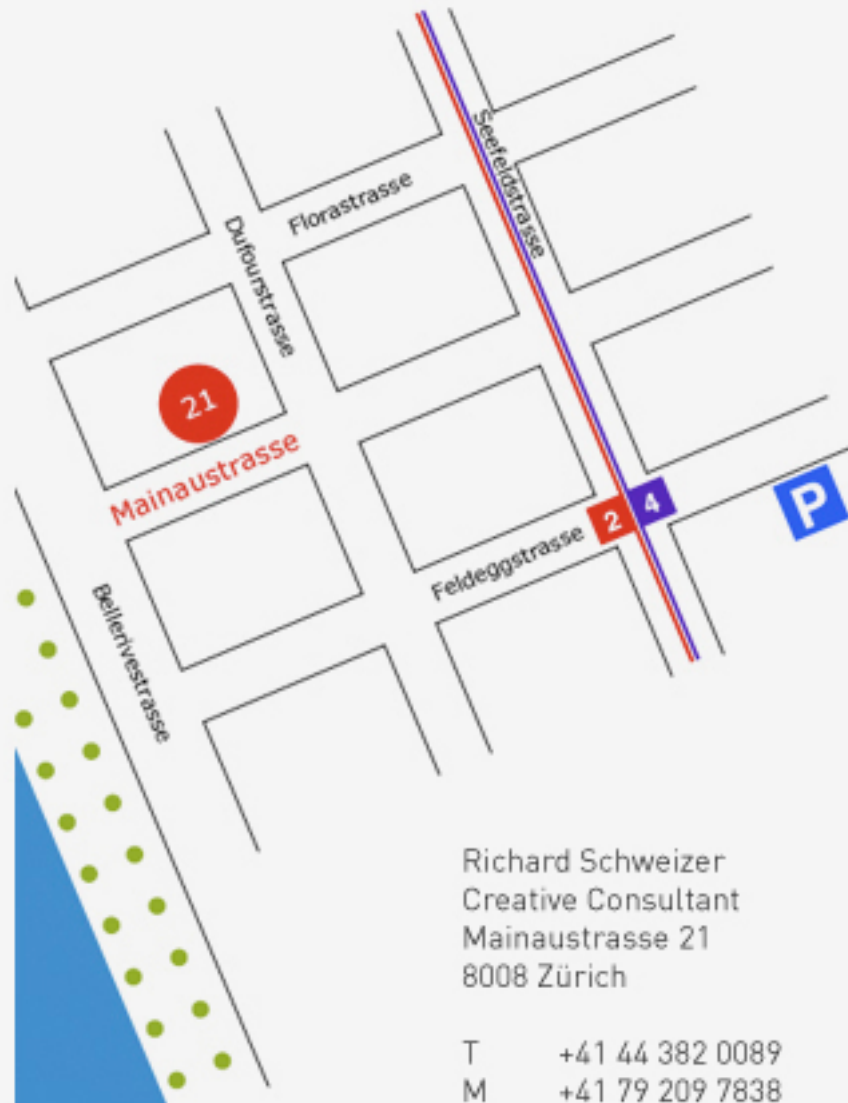 Seefeldstrasse
Florastrasse
Dufourstrasse
21
Mainaustrasse
2
4
P
Feldeggstrasse
Bellerivestrasse
Richard Schweizer
Creative Consultant
Mainaustrasse 21
8008 Zürich
T +41 44 382 0089
M +41 79 209 7838